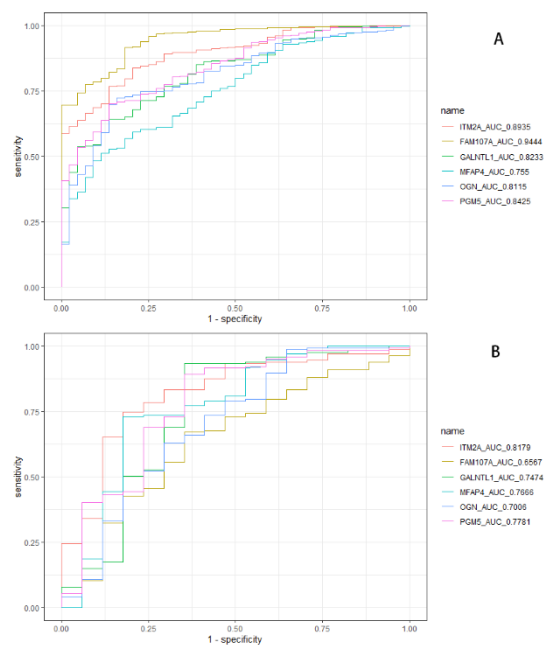 A
1.00
0.75
0.50
0.25
0.00
sensitivity
0.00 0.25 0.50 0.75 1.00
1 - specificity
name
ITM2A_AUC_0.8935
FAM107A_AUC_0.9444
GALNTL1_AUC_0.8233
MFAP4_AUC_0.755
OGN_AUC_0.8115
PGM5_AUC_0.8425
B
1.00
0.75
0.50
0.25
0.00
sensitivity
0.00 0.25 0.50 0.75 1.00
1 - specificity
name
ITM2A_AUC_0.8179
FAM107A_AUC_0.6567
GALNTL1_AUC_0.7474
MFAP4_AUC_0.7666
OGN_AUC_0.7006
PGM5_AUC_0.7781